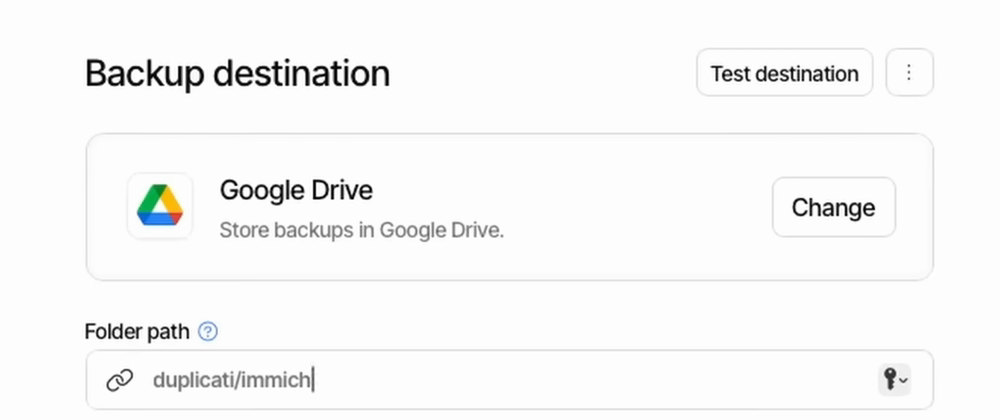 Backup destination
Test destination
Google Drive
Store backups in Google Drive.
Change
Folder path
duplicati/immich